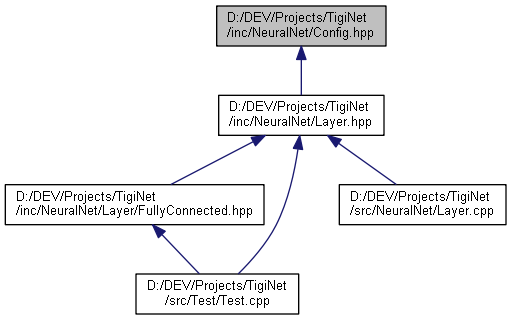 D:/DEV/Projects/TigiNet
/inc/NeuralNet/Config.hpp
D:/DEV/Projects/TigiNet
/inc/NeuralNet/Layer.hpp
D:/DEV/Projects/TigiNet
/inc/NeuralNet/Layer/FullyConnected.hpp
D:/DEV/Projects/TigiNet
/src/NeuralNet/Layer.cpp
D:/DEV/Projects/TigiNet
/src/Test/Test.cpp